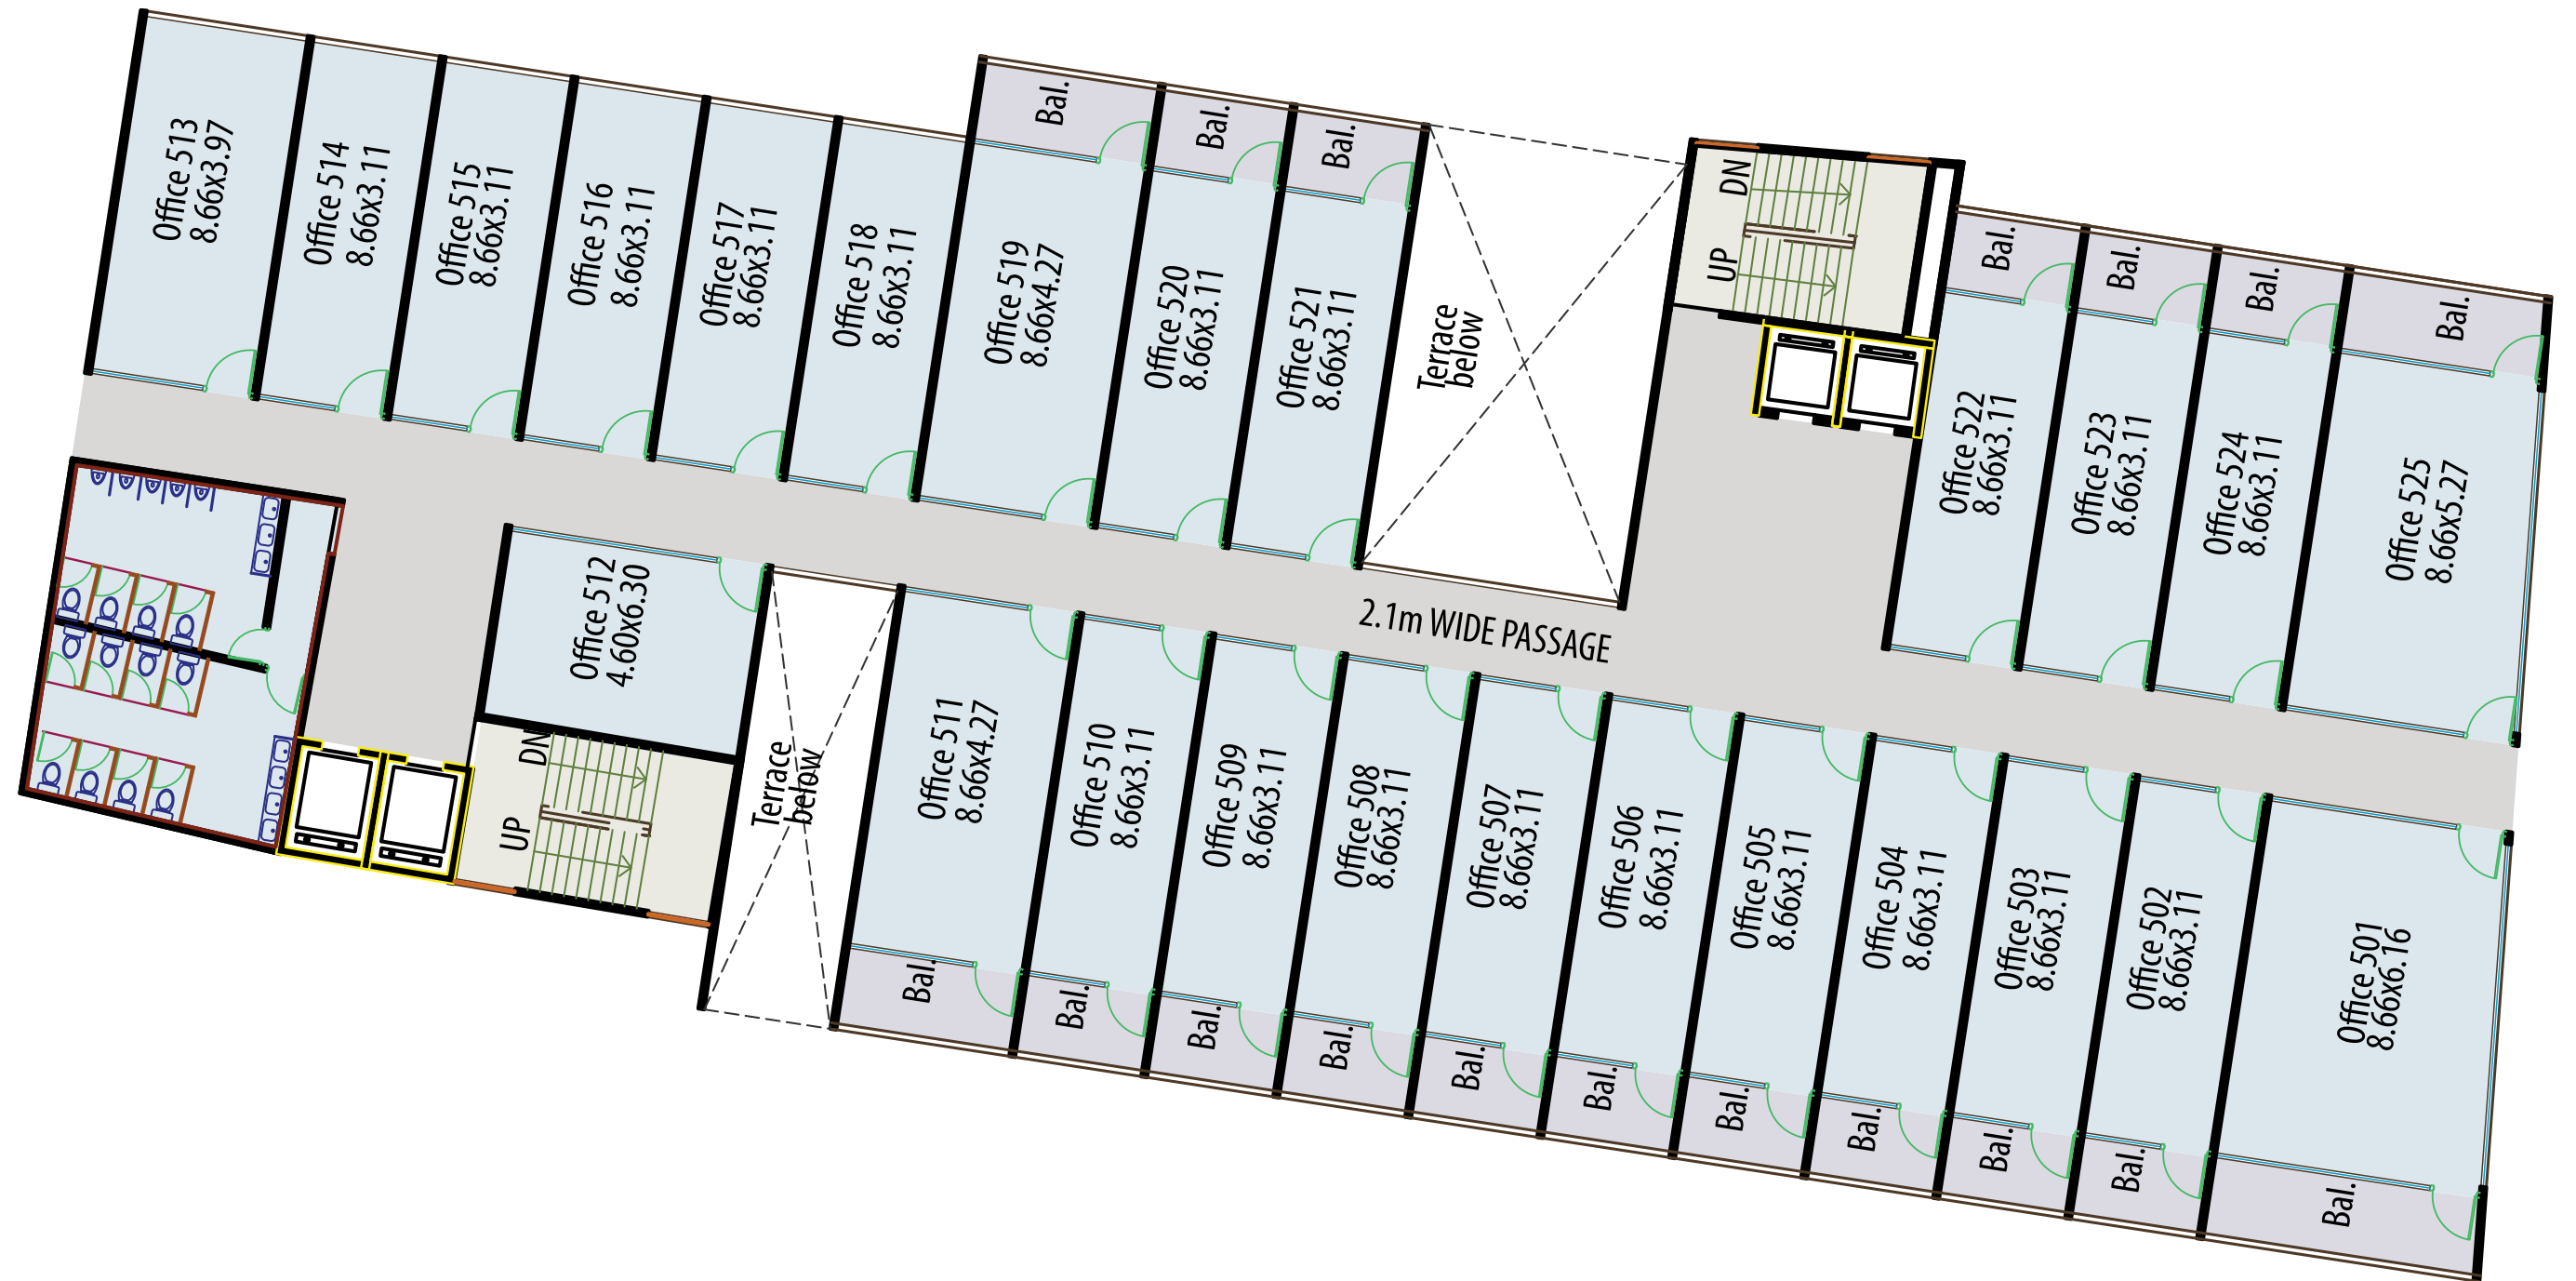 Office 513
8.66x3.97
Office 514
8.66x3.11
Office 515
8.66x3.11
Office 516
8.66x3.11
Office 517
8.66x3.11
Office 518
8.66x3.11
Bal.
Office 519
8.66x4.27
Bal.
Office 520
8.66x3.11
Bal.
Office 521
8.66x3.11
Terrace
below
DN
UP
Bal.
Office 522
8.66x3.11
Bal.
Office 523
8.66x3.11
Bal.
Office 524
8.66x3.11
Bal.
Office 525
8.66x5.27
2.1m WIDE PASSAGE
Office 512
4.60x6.30
DN
UP
Terrace
below
Office 511
8.66x4.27
Bal.
Office 510
8.66x3.11
Bal.
Office 509
8.66x3.11
Bal.
Office 508
8.66x3.11
Bal.
Office 507
8.66x3.11
Bal.
Office 506
8.66x3.11
Bal.
Office 505
8.66x3.11
Bal.
Office 504
8.66x3.11
Bal.
Office 503
8.66x3.11
Bal.
Office 502
8.66x3.11
Bal.
Office 501
8.66x6.16
Bal.